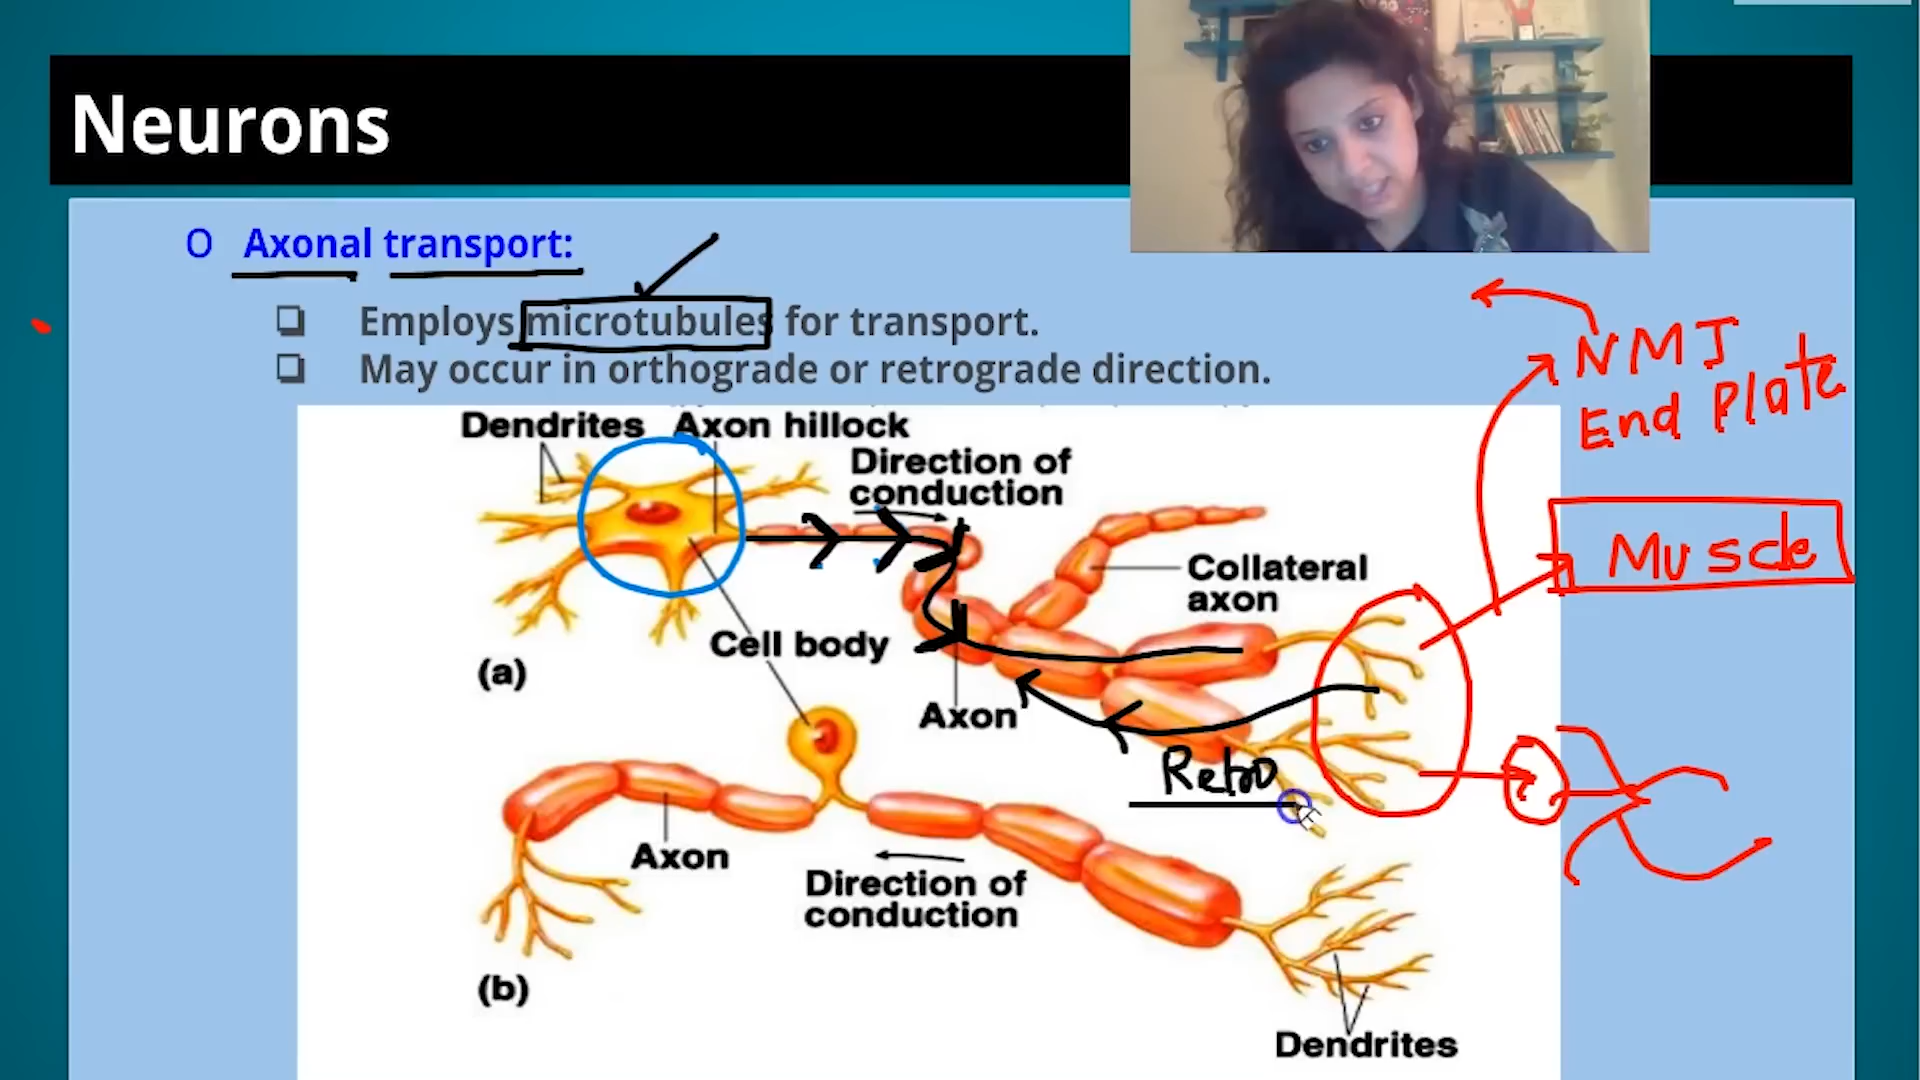 Neurons
O Axonal transport:
❑ Employs microtubules for transport.
❑ May occur in orthograde or retrograde direction.
NMJ
End Plate
Muscle
Dendrites Axon hillock
Direction of
conduction
Collateral
axon
Cell body
(a)
Axon
Retro
Axon
Direction of
conduction
(b)
Dendrites